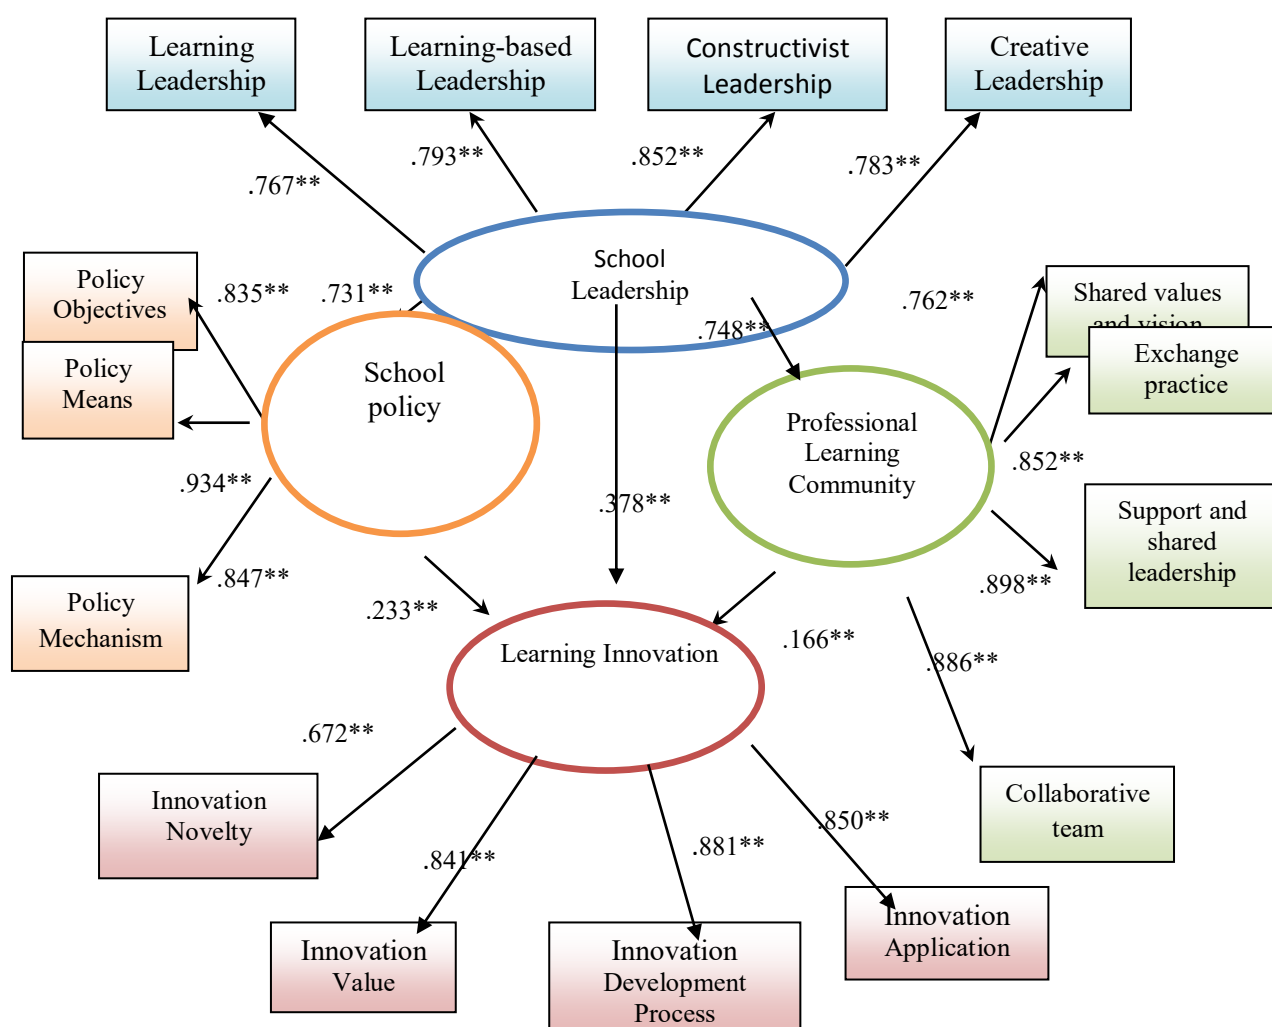 Learning
Leadership
Learning-based
Leadership
Constructivist
Leadership
Creative
Leadership
.767**
.793**
.852**
.783**
School
Leadership
Policy
Objectives
.835**
.731**
.748**
.762**
Shared values
and vision
Exchange
practice
Policy
Means
School
policy
Professional
Learning
Community
.852**
.934**
.378**
Support and
shared
leadership
.898**
.847**
Policy
Mechanism
.233**
.166**
.886**
Learning Innovation
.672**
Innovation
Novelty
.841**
.881**
.850**
Collaborative
team
Innovation
Value
Innovation
Development
Process
Innovation
Application